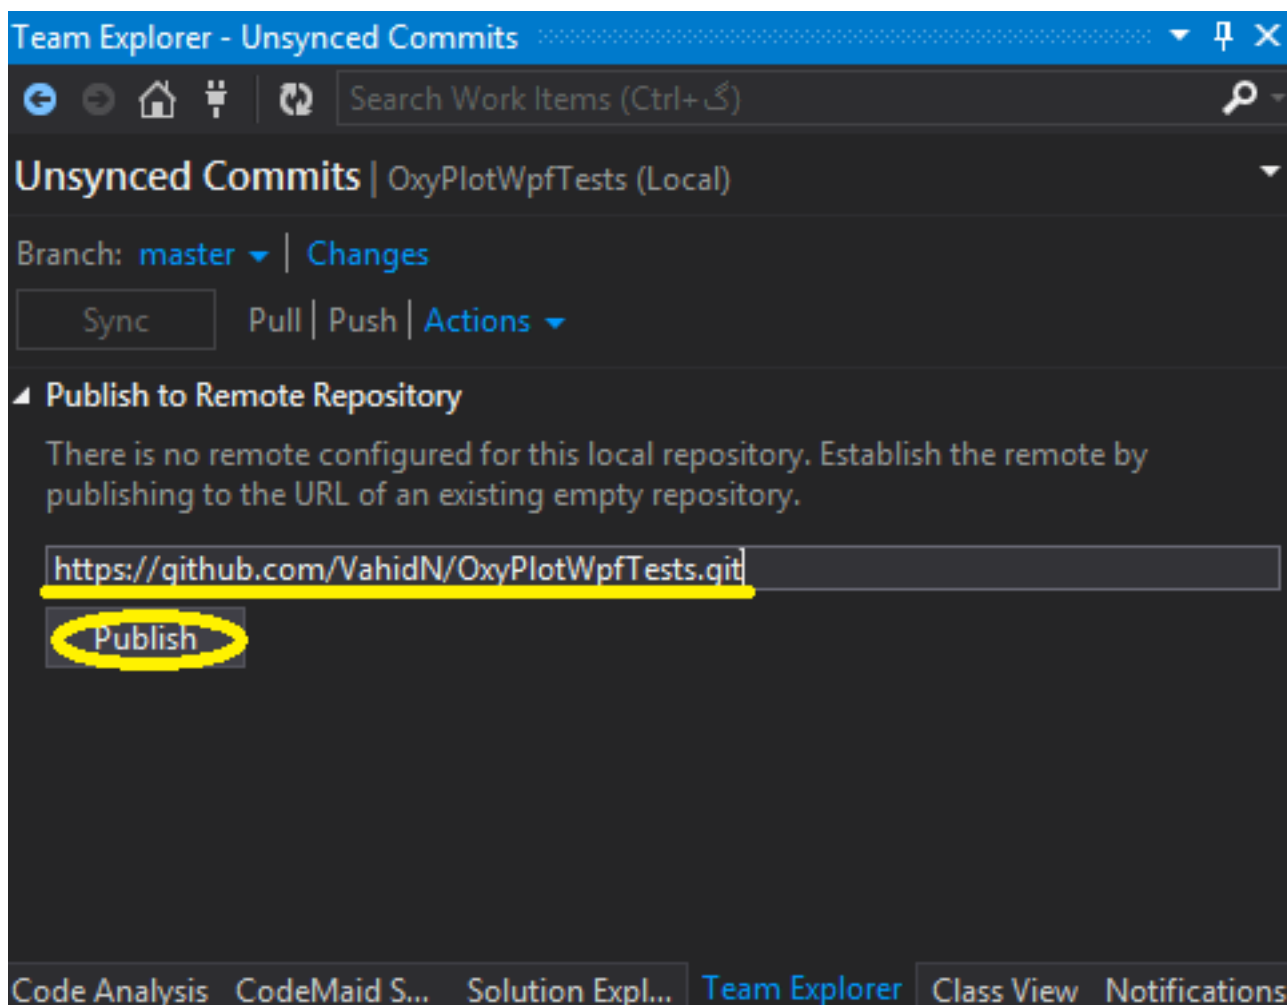 Team Explorer - Unsynced Commits
Search Work Items (Ctrl+گ)
Unsynced Commits | OxyPlotWpfTests (Local)
Branch: master | Changes
Sync Pull | Push | Actions
Publish to Remote Repository
There is no remote configured for this local repository. Establish the remote by
publishing to the URL of an existing empty repository.
https://github.com/VahidN/OxyPlotWpfTests.git
Publish
Code Analysis CodeMaid S... Solution Expl... Team Explorer Class View Notifications